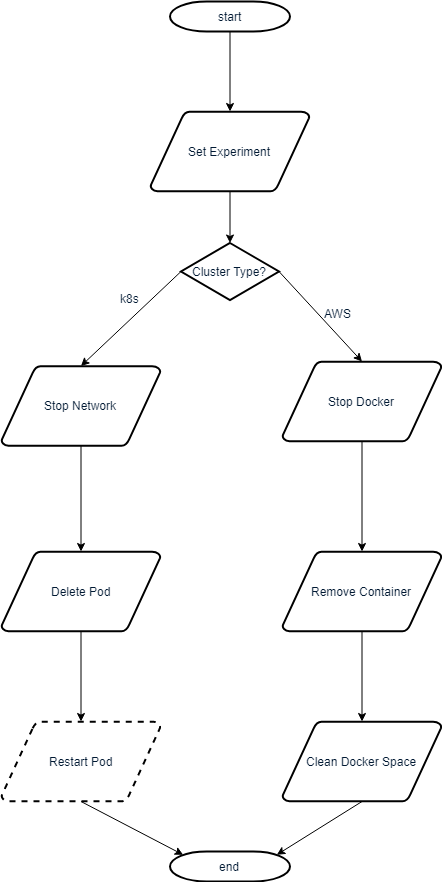 start
Set Experiment
Cluster Type?
k8s
AWS
Stop Network
Stop Docker
Delete Pod
Remove Container
Restart Pod
Clean Docker Space
end